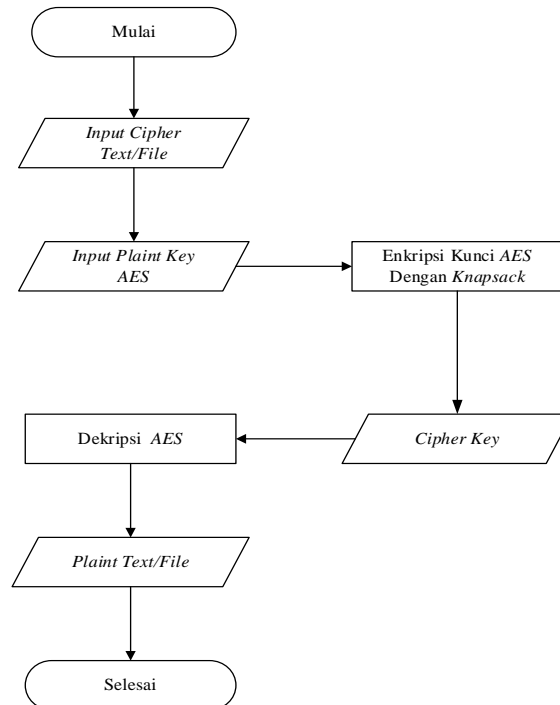 Mulai
Input Cipher
Text/File
Input Plaint Key
AES
Enkripsi Kunci AES
Dengan Knapsack
Cipher Key
Dekripsi AES
Plaint Text/File
Selesai